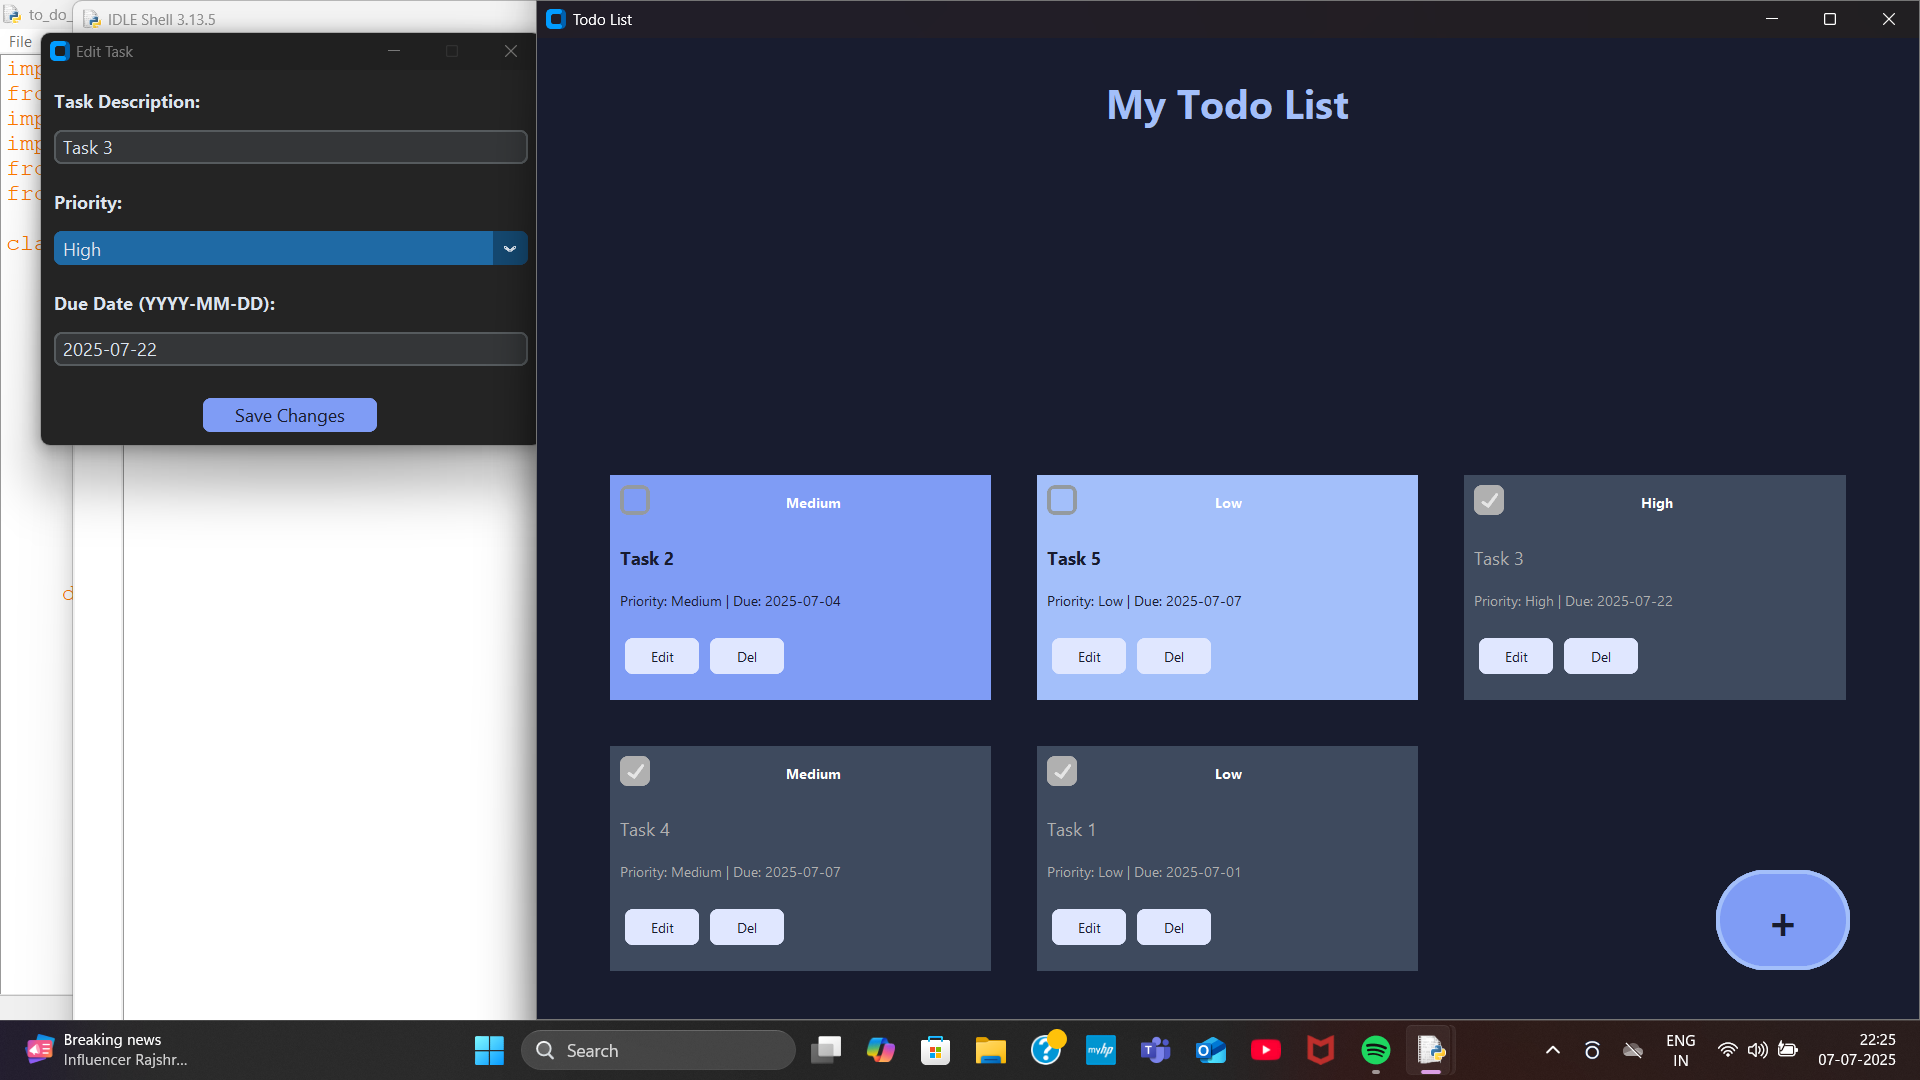 to_do_
IDLE Shell 3.13.5
File
Edit Task
Todo List
imp
fro
imp
imp
fro
fro
cla
d
Task Description:
Task 3
Priority:
High
Due Date (YYYY-MM-DD):
2025-07-22
Save Changes
My Todo List
Medium
Task 2
Priority: Medium | Due: 2025-07-04
Edit Del
Low
Task 5
Priority: Low | Due: 2025-07-07
Edit Del
High
Task 3
Priority: High | Due: 2025-07-22
Edit Del
Medium
Task 4
Priority: Medium | Due: 2025-07-07
Edit Del
Low
Task 1
Priority: Low | Due: 2025-07-01
Edit Del
+
Breaking news
Influencer Rajshr...
Search
myhp
ENG
IN
22:25
07-07-2025